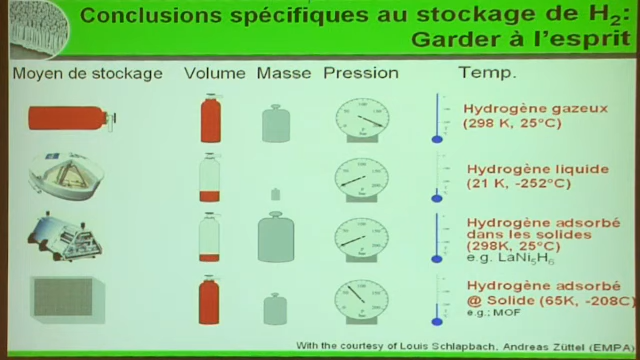 Conclusions spécifiques au stockage de H2:
Garder à l'esprit
Moyen de stockage Volume Masse Pression Temp.
Hydrogène gazeux
(298 K, 25°C)
Hydrogène liquide
(21 K, -252°C)
Hydrogène adsorbé
dans les solides
(298K, 25°C)
e.g. LaNi5H6
Hydrogène adsorbé
@ Solide (65K, -208C)
e.g.; MOF
With the courtesy of Louis Schlapbach, Andreas Züttel (EMPA)